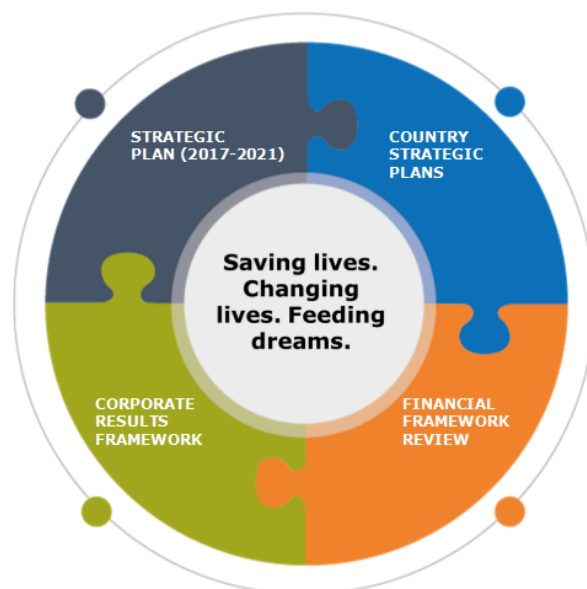 STRATEGIC
PLAN (2017-2021)
COUNTRY
STRATEGIC
PLANS
Saving lives.
Changing
lives. Feeding
dreams.
CORPORATE
RESULTS
FRAMEWORK
FINANCIAL
FRAMEWORK
REVIEW